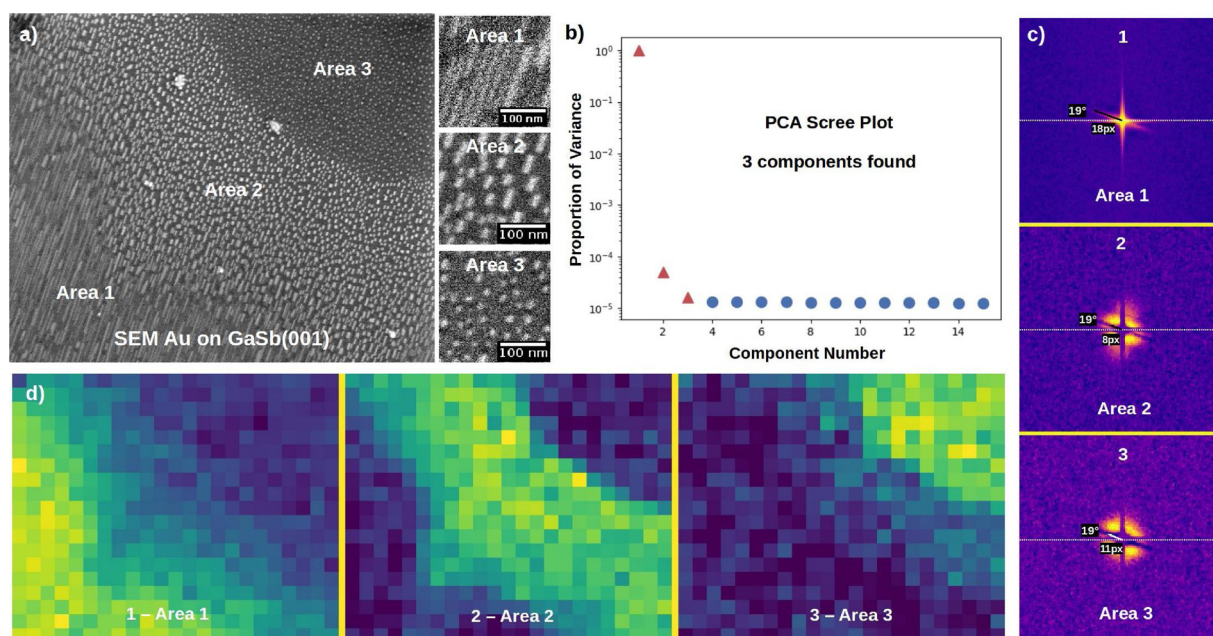 a)
Area 3
Area 2
Area 1
SEM Au on GaSb(001)
Area 1
100 nm
Area 2
100 nm
Area 3
100 nm
b)
Proportion of Variance
10⁰
10⁻¹
10⁻²
10⁻³
10⁻⁴
10⁻⁵
PCA Scree Plot
3 components found
2
4
6
8
10
12
14
Component Number
c)
1
19°
18px
Area 1
2
19°
8px
Area 2
3
19°
11px
Area 3
d)
1 – Area 1
2 – Area 2
3 – Area 3